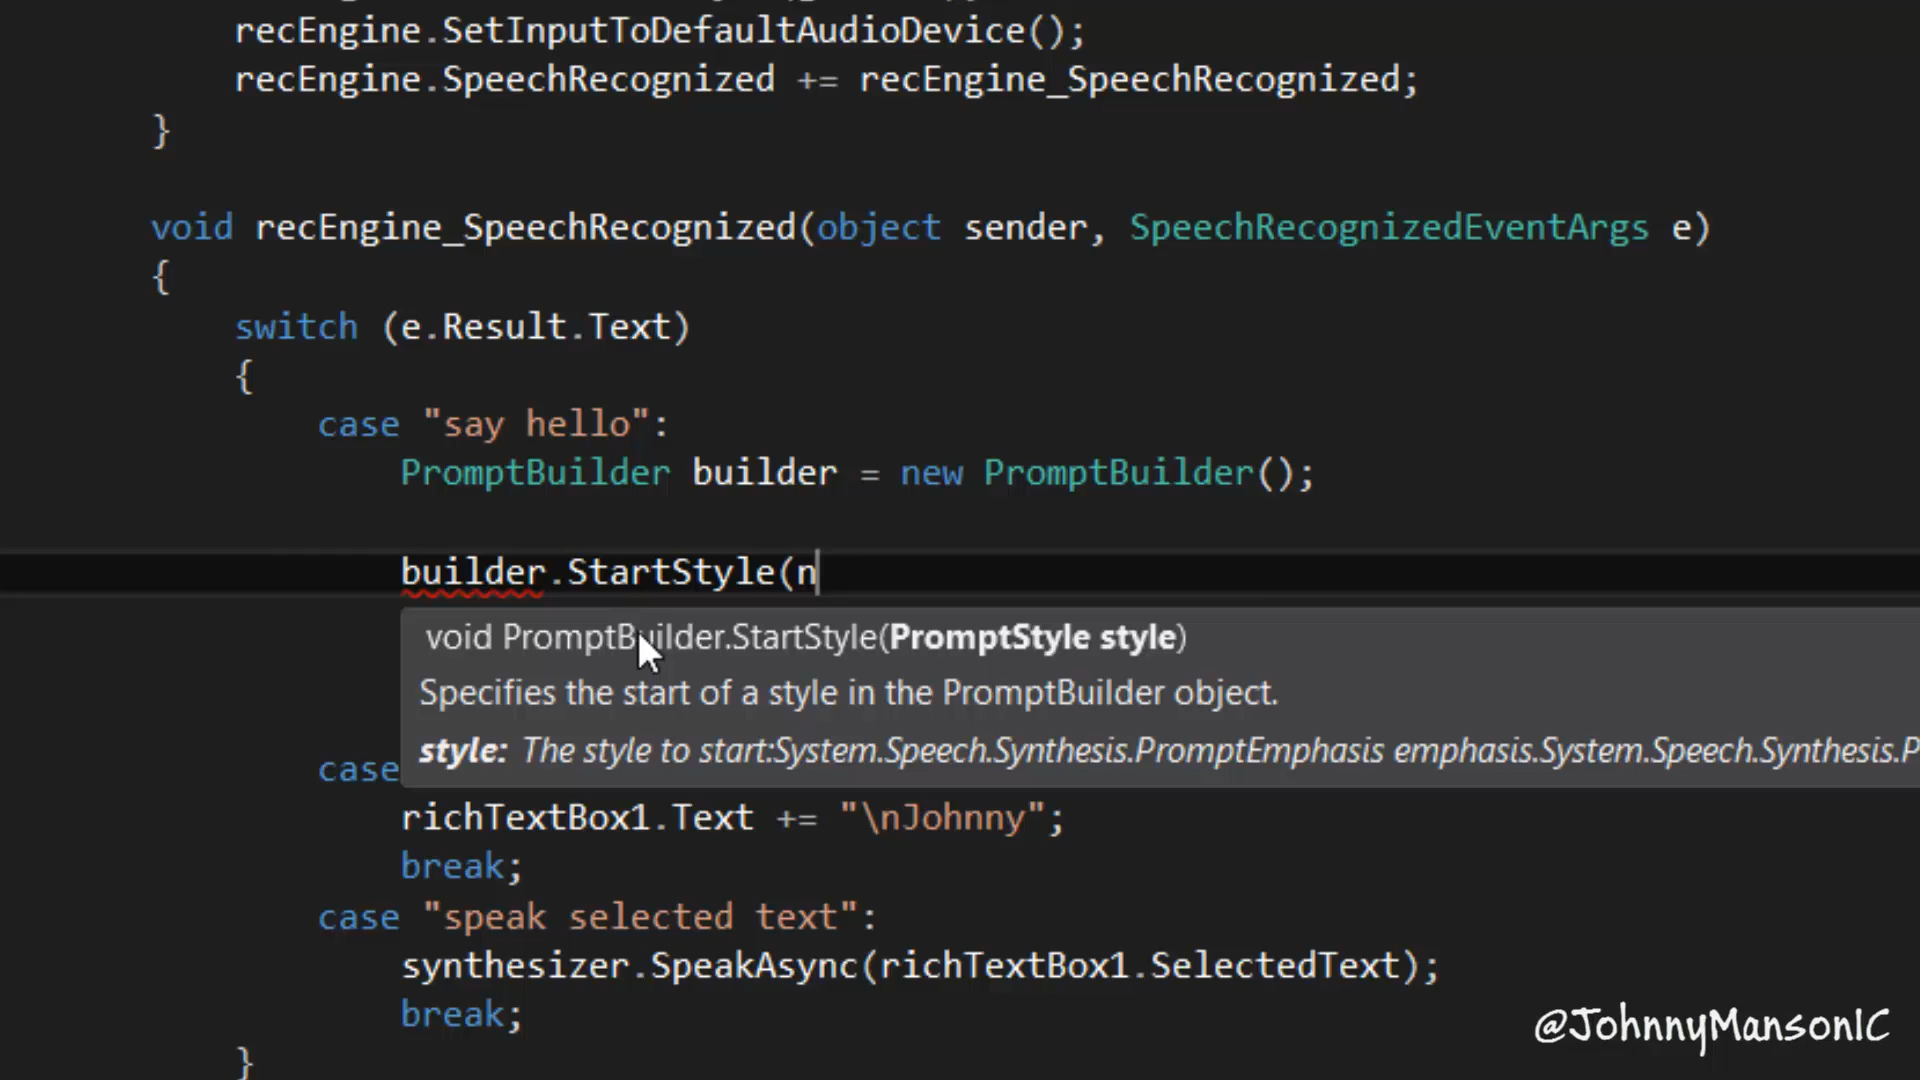 recEngine.SetInputToDefaultAudioDevice();
recEngine.SpeechRecognized += recEngine_SpeechRecognized;
}
void recEngine_SpeechRecognized(object sender, SpeechRecognizedEventArgs e)
{
switch (e.Result.Text)
{
case "say hello":
PromptBuilder builder = new PromptBuilder();
builder.StartStyle(n
void PromptBuilder.StartStyle(PromptStyle style)
Specifies the start of a style in the PromptBuilder object.
style: The style to start:System.Speech.Synthesis.PromptEmphasis emphasis.System.Speech.Synthesis.P
case
richTextBox1.Text += "\nJohnny";
break;
case "speak selected text":
synthesizer.SpeakAsync(richTextBox1.SelectedText);
break;
}
@JohnnyMansonIC